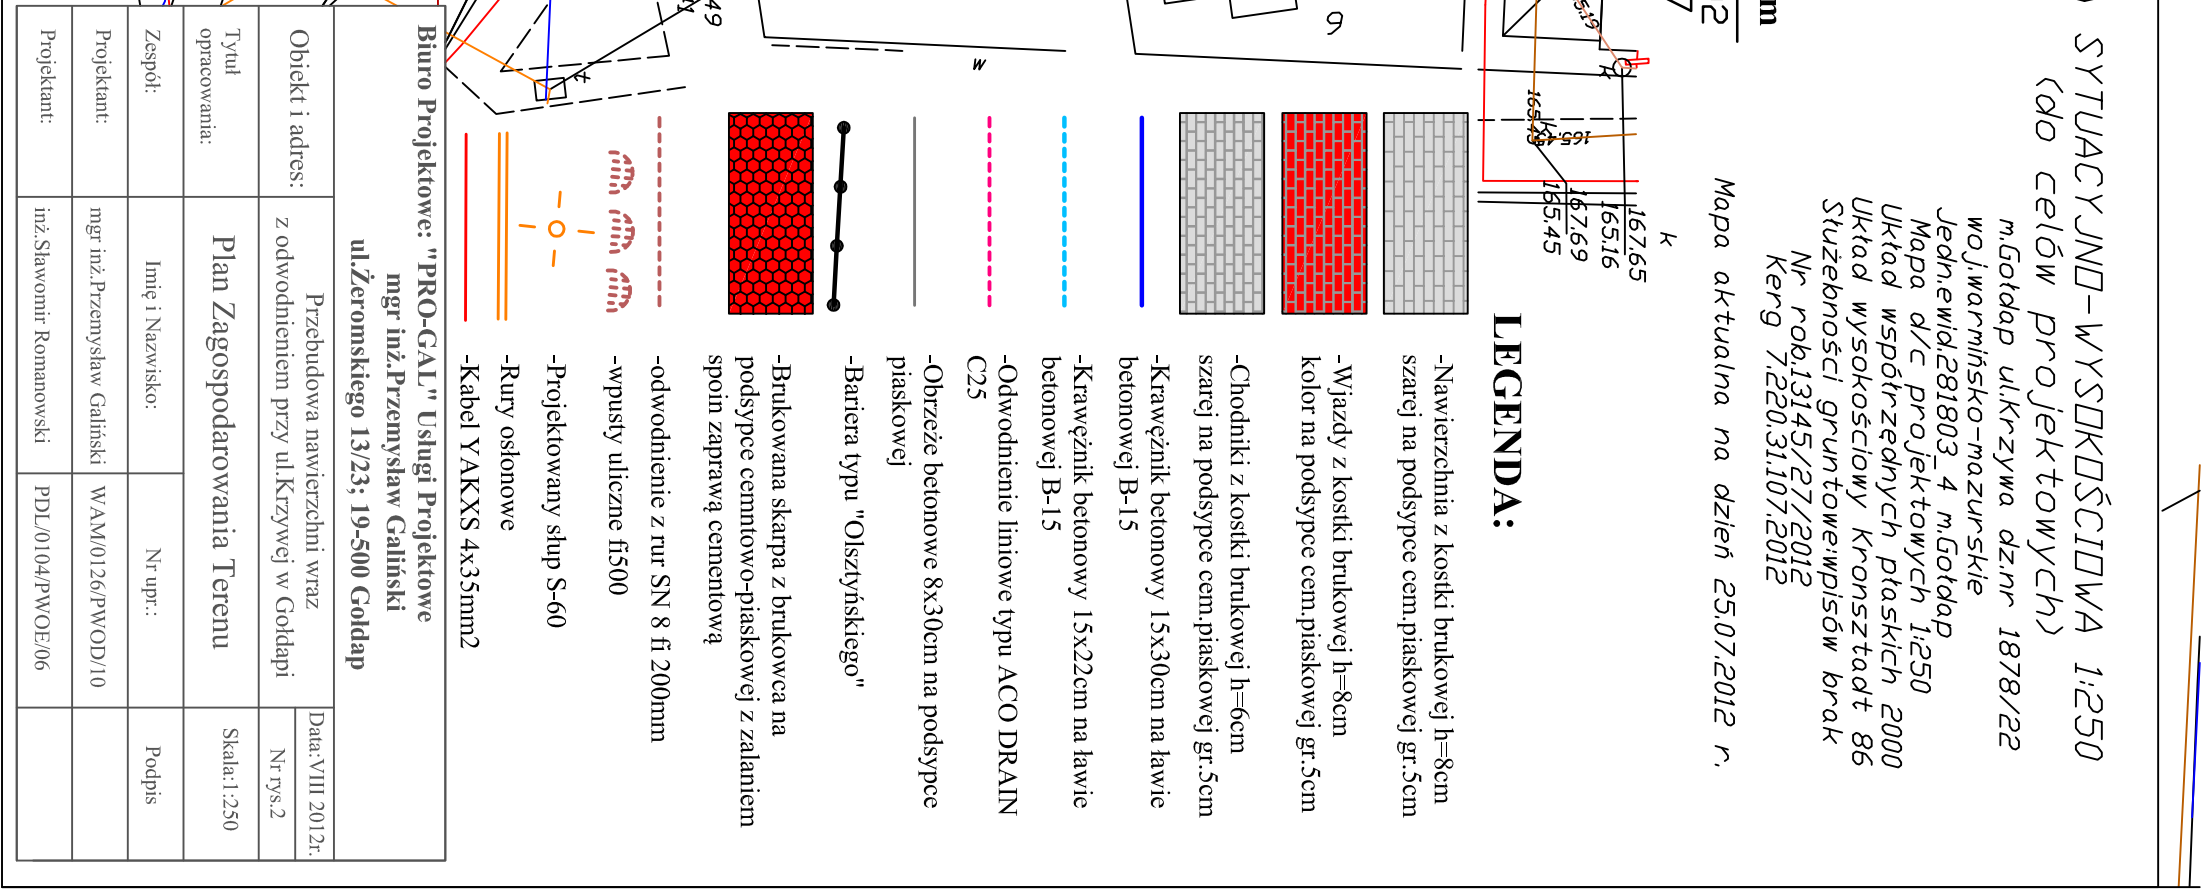 SYTUACYJNO-WYSOKOŚCIOWA 1:250
(do celów projektowych)
m.Gołdap ul.Krzywa dz.nr 1878/22
woj.warmińsko-mazurskie
Jedn.ewid.281803_4 m.Gołdap
Mapa d/c projektowych 1:250
Układ współrzędnych płaskich 2000
Układ wysokościowy Kronsztadt 86
Służebności gruntowe:wpisów brak
Nr rob.13145/27/2012
Kerg 7.220.31.107.2012
Mapa aktualna na dzień 25.07.2012 r.
m
k
167.65
165.16
167.69
165.45
k
g
w
t
49
LEGENDA:
-Nawierzchnia z kostki brukowej h=8cm
szarej na podsypce cem.piaskowej gr.5cm
-Wjazdy z kostki brukowej h=8cm
kolor na podsypce cem.piaskowej gr.5cm
-Chodniki z kostki brukowej h=6cm
szarej na podsypce cem.piaskowej gr.5cm
-Krawężnik betonowy 15x30cm na ławie
betonowej B-15
-Krawężnik betonowy 15x22cm na ławie
betonowej B-15
-Odwodnienie liniowe typu ACO DRAIN
C25
-Obrzeże betonowe 8x30cm na podsypce
piaskowej
-Bariera typu "Olsztyńskiego"
-Brukowana skarpa z brukowca na
podsypce cemntowo-piaskowej z zalaniem
spoin zaprawą cementową
-odwodnienie z rur SN 8 fi 200mm
-wpusty uliczne fi500
-Projektowany słup S-60
-Rury osłonowe
-Kabel YAKXS 4x35mm2
Biuro Projektowe: "PRO-GAL" Usługi Projektowe
mgr inż.Przemysław Galiński
ul.Żeromskiego 13/23; 19-500 Gołdap
Obiekt i adres:
Przebudowa nawierzchni wraz
z odwodnieniem przy ul.Krzywej w Gołdapi
Data:VIII 2012r.
Nr rys.2
Tytuł
opracowania:
Plan Zagospodarowania Terenu
Skala:1:250
Zespół:
Imię i Nazwisko:
Nr upr.:
Podpis
Projektant:
mgr inż.Przemysław Galiński
WAM/0126/PWOD/10
Projektant:
inż.Sławomir Romanowski
PDL/0104/PWOE/06